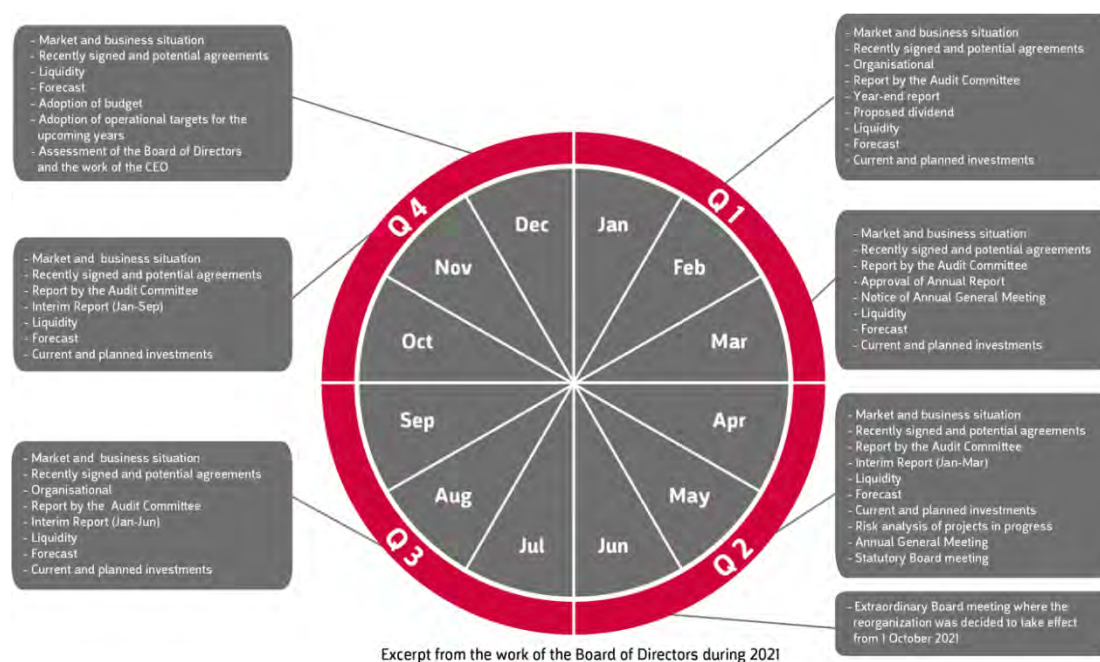 - Market and business situation
- Recently signed and potential agreements
- Liquidity
- Forecast
- Adoption of budget
- Adoption of operational targets for the
upcoming years
- Assessment of the Board of Directors
and the work of the CEO
- Market and business situation
- Recently signed and potential agreements
- Report by the Audit Committee
- Interim Report (Jan-Sep)
- Liquidity
- Forecast
- Current and planned investments
- Market and business situation
- Recently signed and potential agreements
- Organisational
- Report by the Audit Committee
- Interim Report (Jan-Jun)
- Liquidity
- Forecast
- Current and planned investments
Q1
Q2
Q3
Q4
Jan
Feb
Mar
Apr
May
Jun
Jul
Aug
Sep
Oct
Nov
Dec
- Market and business situation
- Recently signed and potential agreements
- Organisational
- Report by the Audit Committee
- Year-end report
- Proposed dividend
- Liquidity
- Forecast
- Current and planned investments
- Market and business situation
- Recently signed and potential agreements
- Report by the Audit Committee
- Approval of Annual Report
- Notice of Annual General Meeting
- Liquidity
- Forecast
- Current and planned investments
- Market and business situation
- Recently signed and potential agreements
- Report by the Audit Committee
- Interim Report (Jan-Mar)
- Liquidity
- Forecast
- Current and planned investments
- Risk analysis of projects in progress
- Annual General Meeting
- Statutory Board meeting
- Extraordinary Board meeting where the
reorganization was decided to take effect
from 1 October 2021
Excerpt from the work of the Board of Directors during 2021